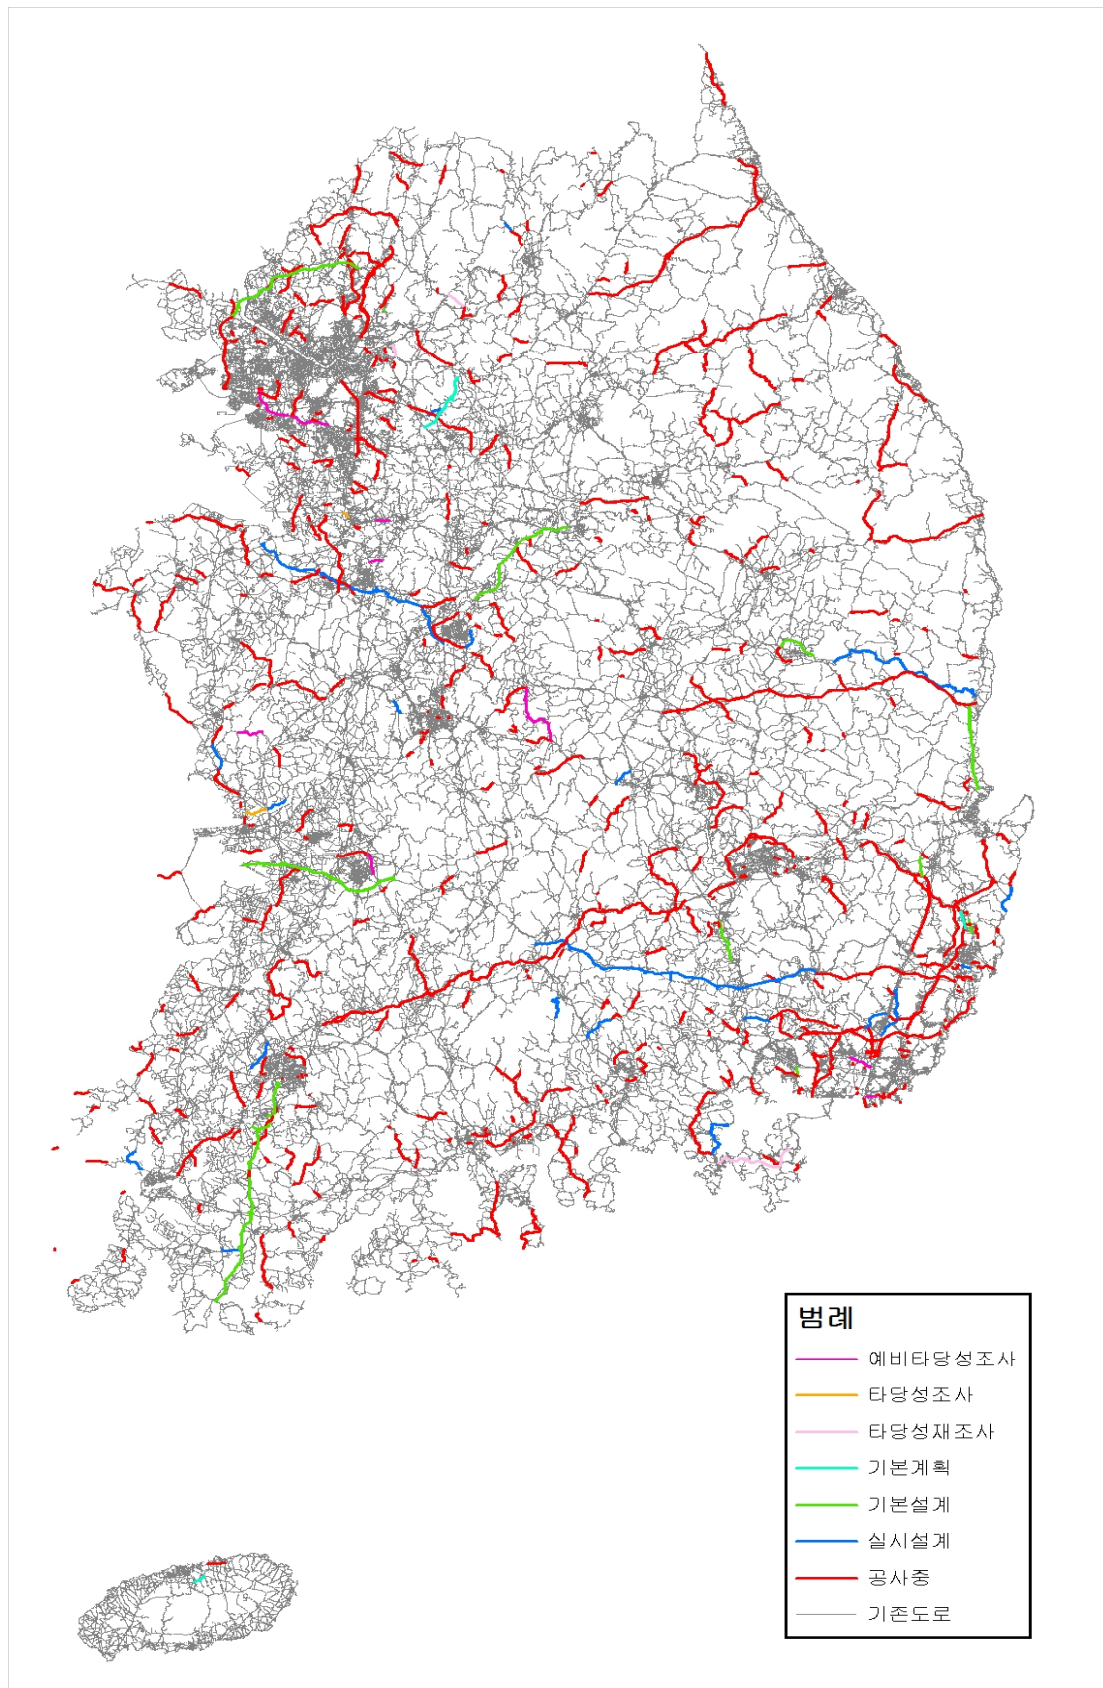 범례
예비타당성조사
타당성조사
타당성재조사
기본계획
기본설계
실시설계
공사중
기존도로